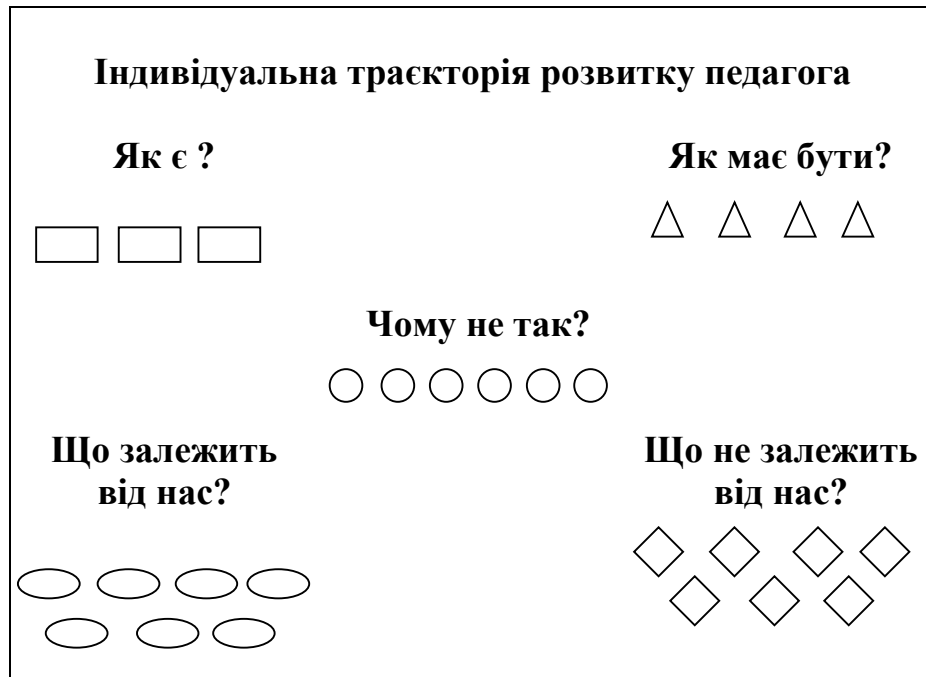 Індивідуальна траєкторія розвитку педагога
Як є ?
Як має бути?
Чому не так?
Що залежить
від нас?
Що не залежить
від нас?